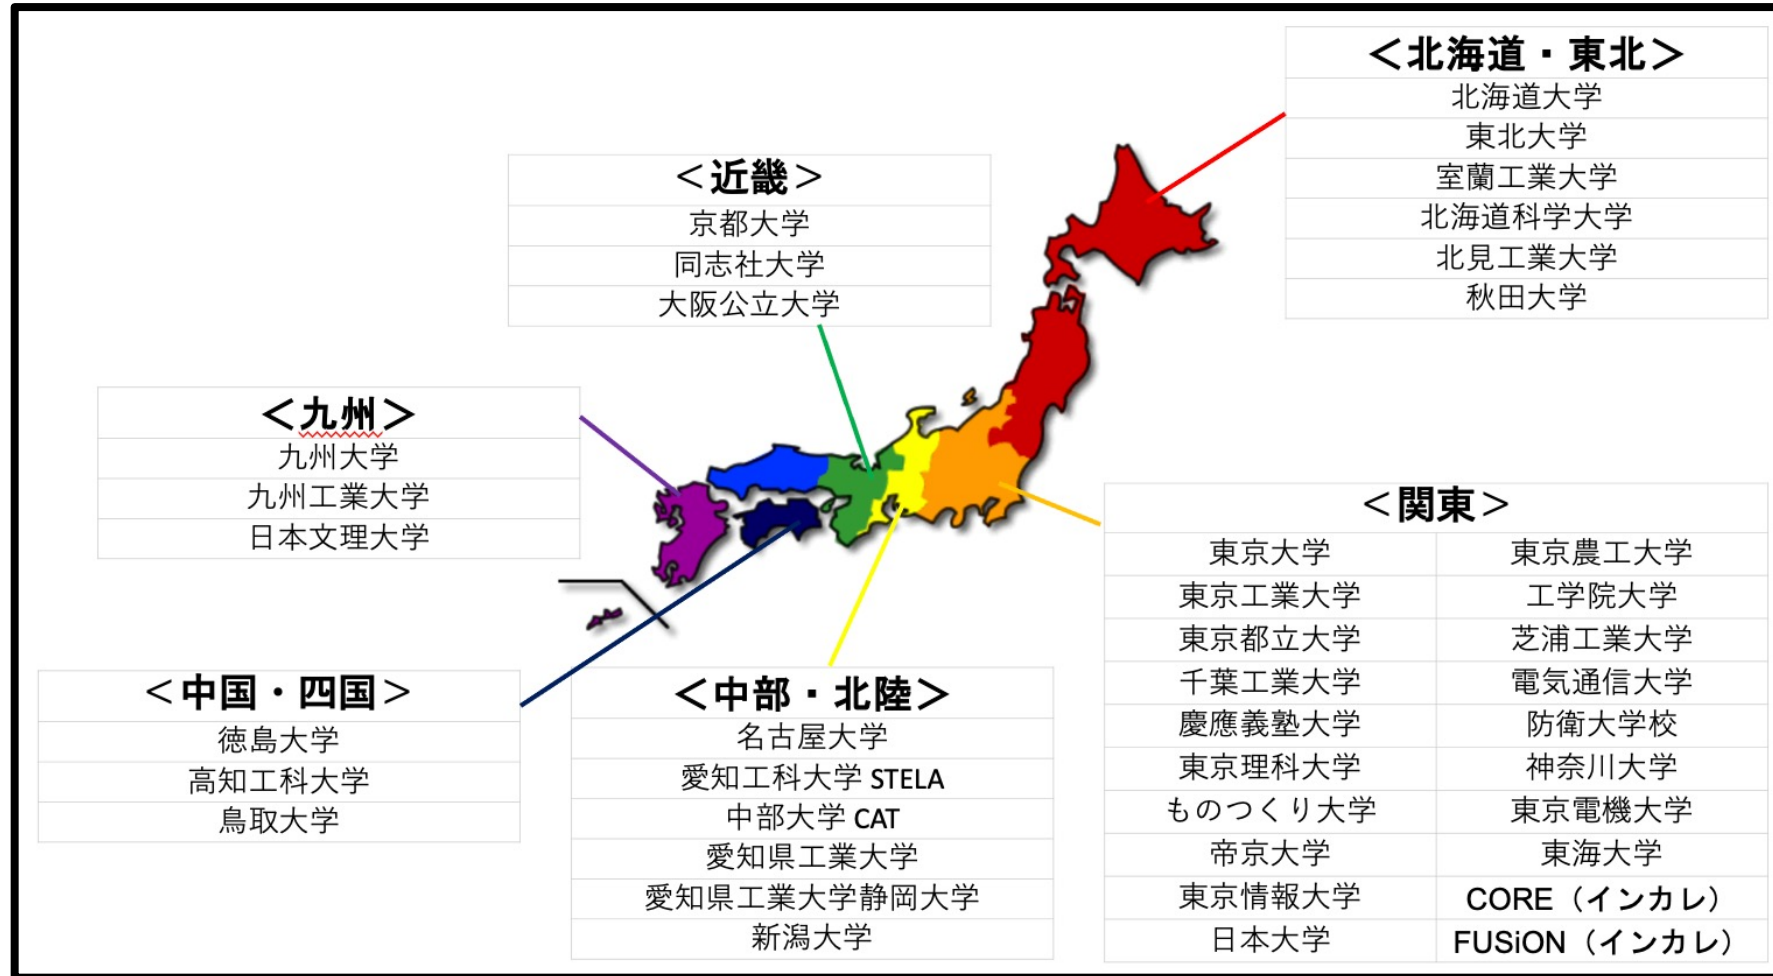 ＜北海道・東北＞
北海道大学
東北大学
室蘭工業大学
北海道科学大学
北見工業大学
秋田大学
＜近畿＞
京都大学
同志社大学
大阪公立大学
＜九州＞
九州大学
九州工業大学
日本文理大学
＜関東＞
東京大学 東京農工大学
東京工業大学 工学院大学
東京都立大学 芝浦工業大学
千葉工業大学 電気通信大学
慶應義塾大学 防衛大学校
東京理科大学 神奈川大学
ものつくり大学 東京電機大学
帝京大学 東海大学
東京情報大学 CORE（インカレ）
日本大学 FUSiON（インカレ）
＜中国・四国＞
徳島大学
高知工科大学
鳥取大学
＜中部・北陸＞
名古屋大学
愛知工科大学 STELA
中部大学 CAT
愛知県工業大学
愛知県工業大学静岡大学
新潟大学